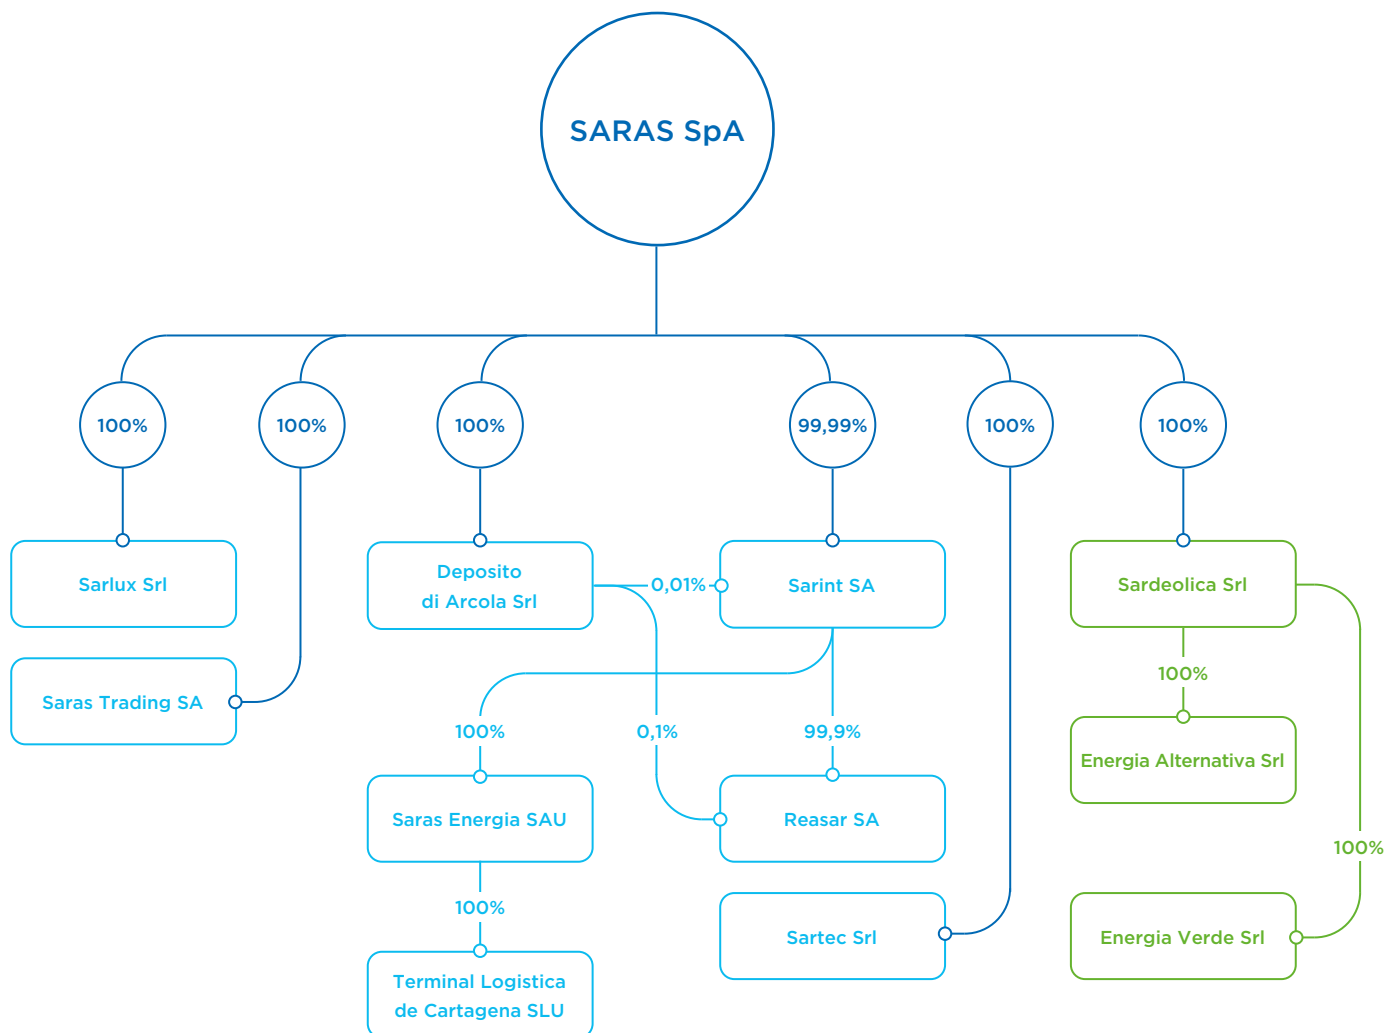 SARAS SpA
100%
100%
100%
99,99%
100%
100%
Sarlux Srl
Deposito
di Arcola Srl
0,01%
Sarint SA
Sardeolica Srl
Saras Trading SA
100%
100%
0,1%
99,9%
Energia Alternativa Srl
Saras Energia SAU
Reasar SA
100%
100%
Sartec Srl
Energia Verde Srl
Terminal Logistica
de Cartagena SLU